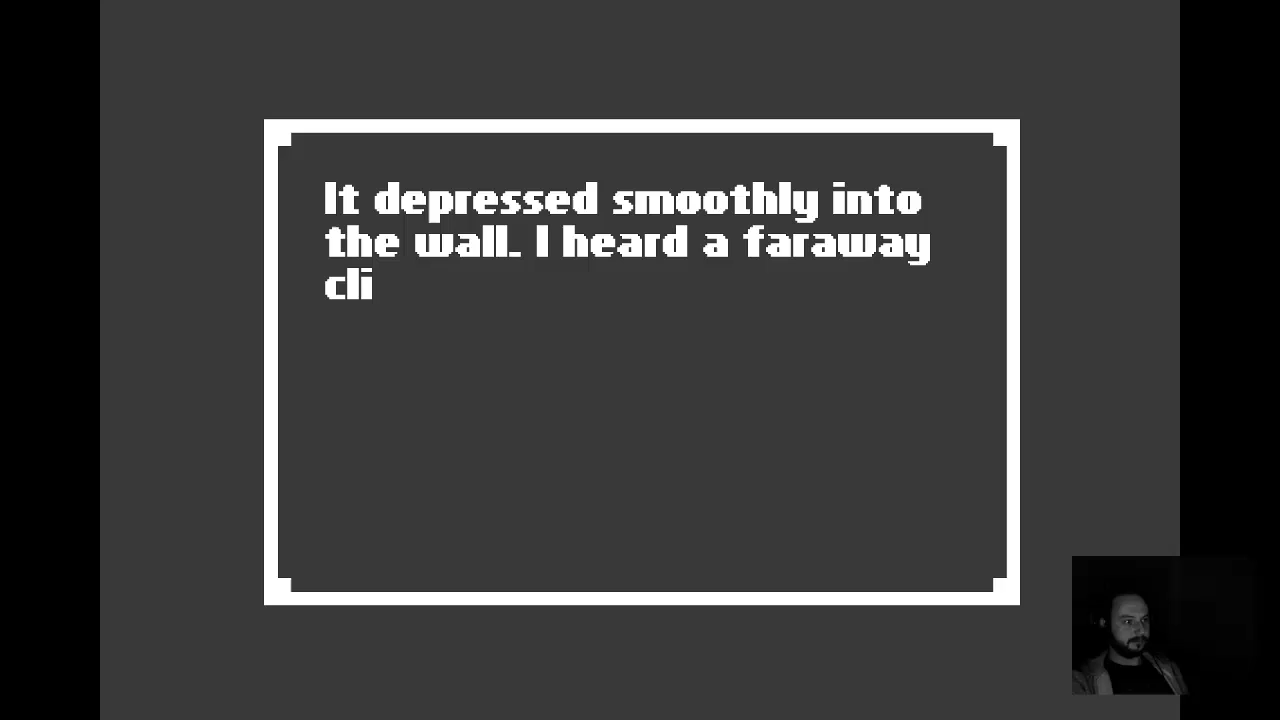 It depressed smoothly into
the wall. I heard a faraway
cli